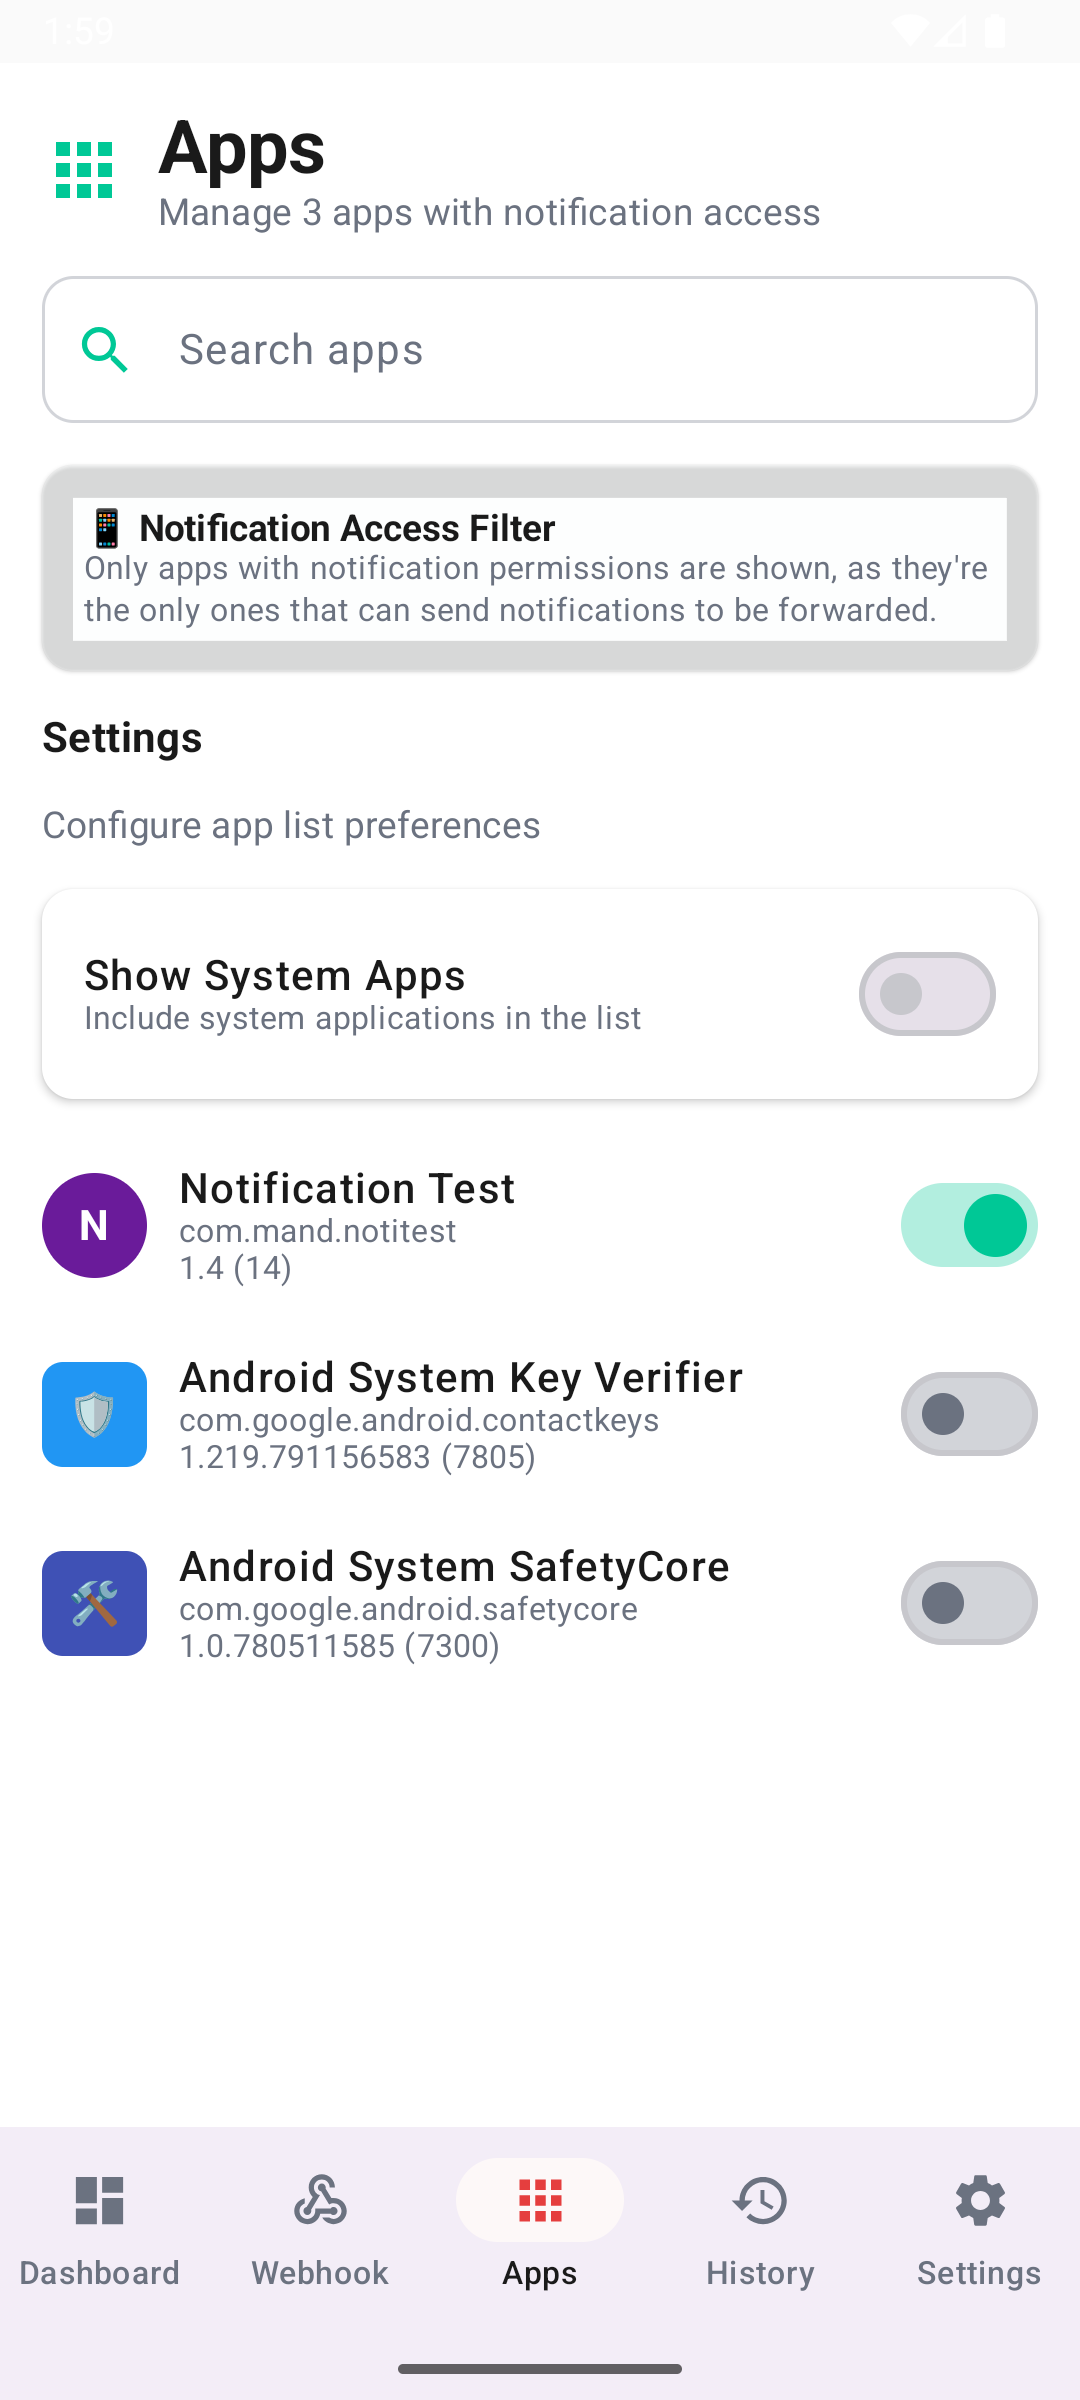 1:59
Apps
Manage 3 apps with notification access
Search apps
📱 Notification Access Filter
Only apps with notification permissions are shown, as they're
the only ones that can send notifications to be forwarded.
Settings
Configure app list preferences
Show System Apps
Include system applications in the list
N
Notification Test
com.mand.notitest
1.4 (14)
Android System Key Verifier
com.google.android.contactkeys
1.219.791156583 (7805)
Android System SafetyCore
com.google.android.safetycore
1.0.780511585 (7300)
Dashboard
Webhook
Apps
History
Settings